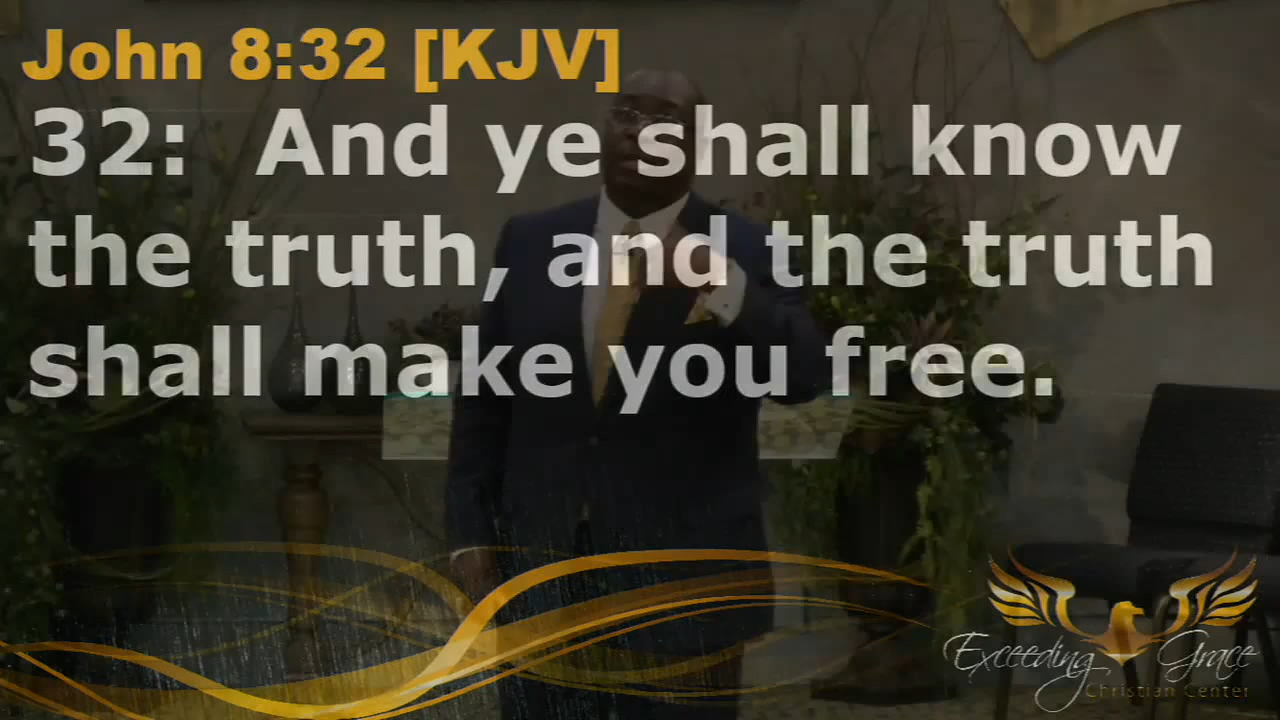 John 8:32 [KJV]
32:  And ye shall know
the truth, and the truth
shall make you free.
Exceeding Grace
Christian Center